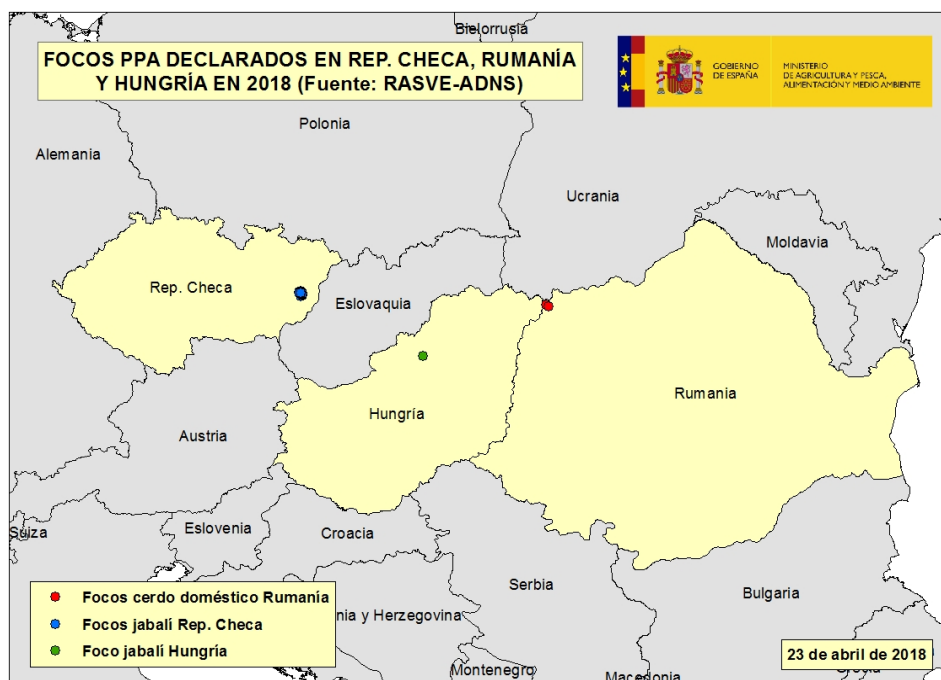 Bielorrusia
FOCOS PPA DECLARADOS EN REP. CHECA, RUMANÍA
Y HUNGRÍA EN 2018 (Fuente: RASVE-ADNS)
GOBIERNO
DE ESPAÑA
MINISTERIO
DE AGRICULTURA Y PESCA,
ALIMENTACIÓN Y MEDIO AMBIENTE
Polonia
Alemania
Ucrania
Moldavia
Rep. Checa
Eslovaquia
Rumania
Hungría
Austria
Suiza
Eslovenia
Croacia
Serbia
Bulgaria
Focos cerdo doméstico Rumanía
Focos jabalí Rep. Checa
Foco jabalí Hungría
nia y Herzegovina
Montenegro
Macedonia
23 de abril de 2018